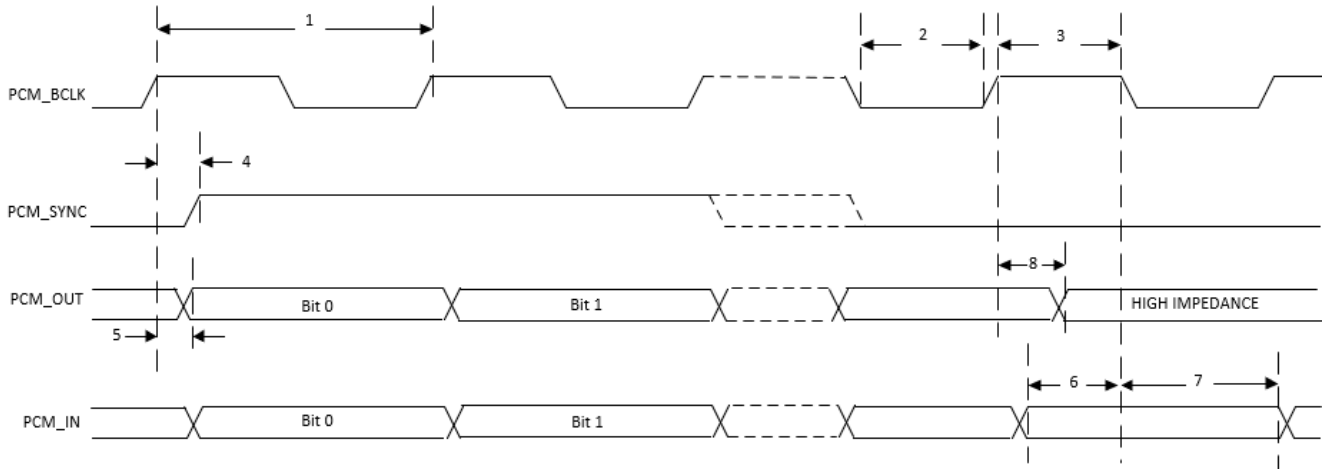 1
2
3
PCM_BCLK
4
PCM_SYNC
8
PCM_OUT
Bit 0
Bit 1
HIGH IMPEDANCE
5
6
7
PCM_IN
Bit 0
Bit 1